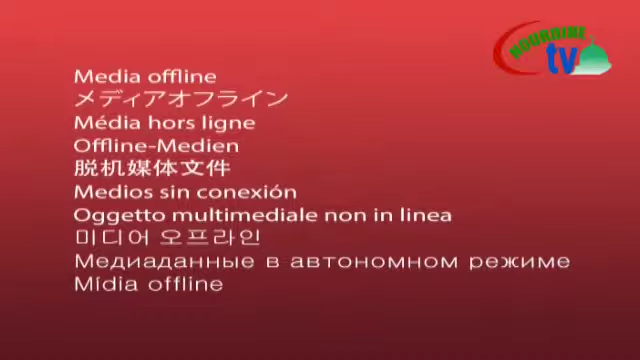 NOURDINE
tv
Media offline
メディアオフライン
Média hors ligne
Offline-Medien
脱机媒体文件
Medios sin conexión
Oggetto multimediale non in linea
미디어 오프라인
Медиаданные в автономном режиме
Mídia offline